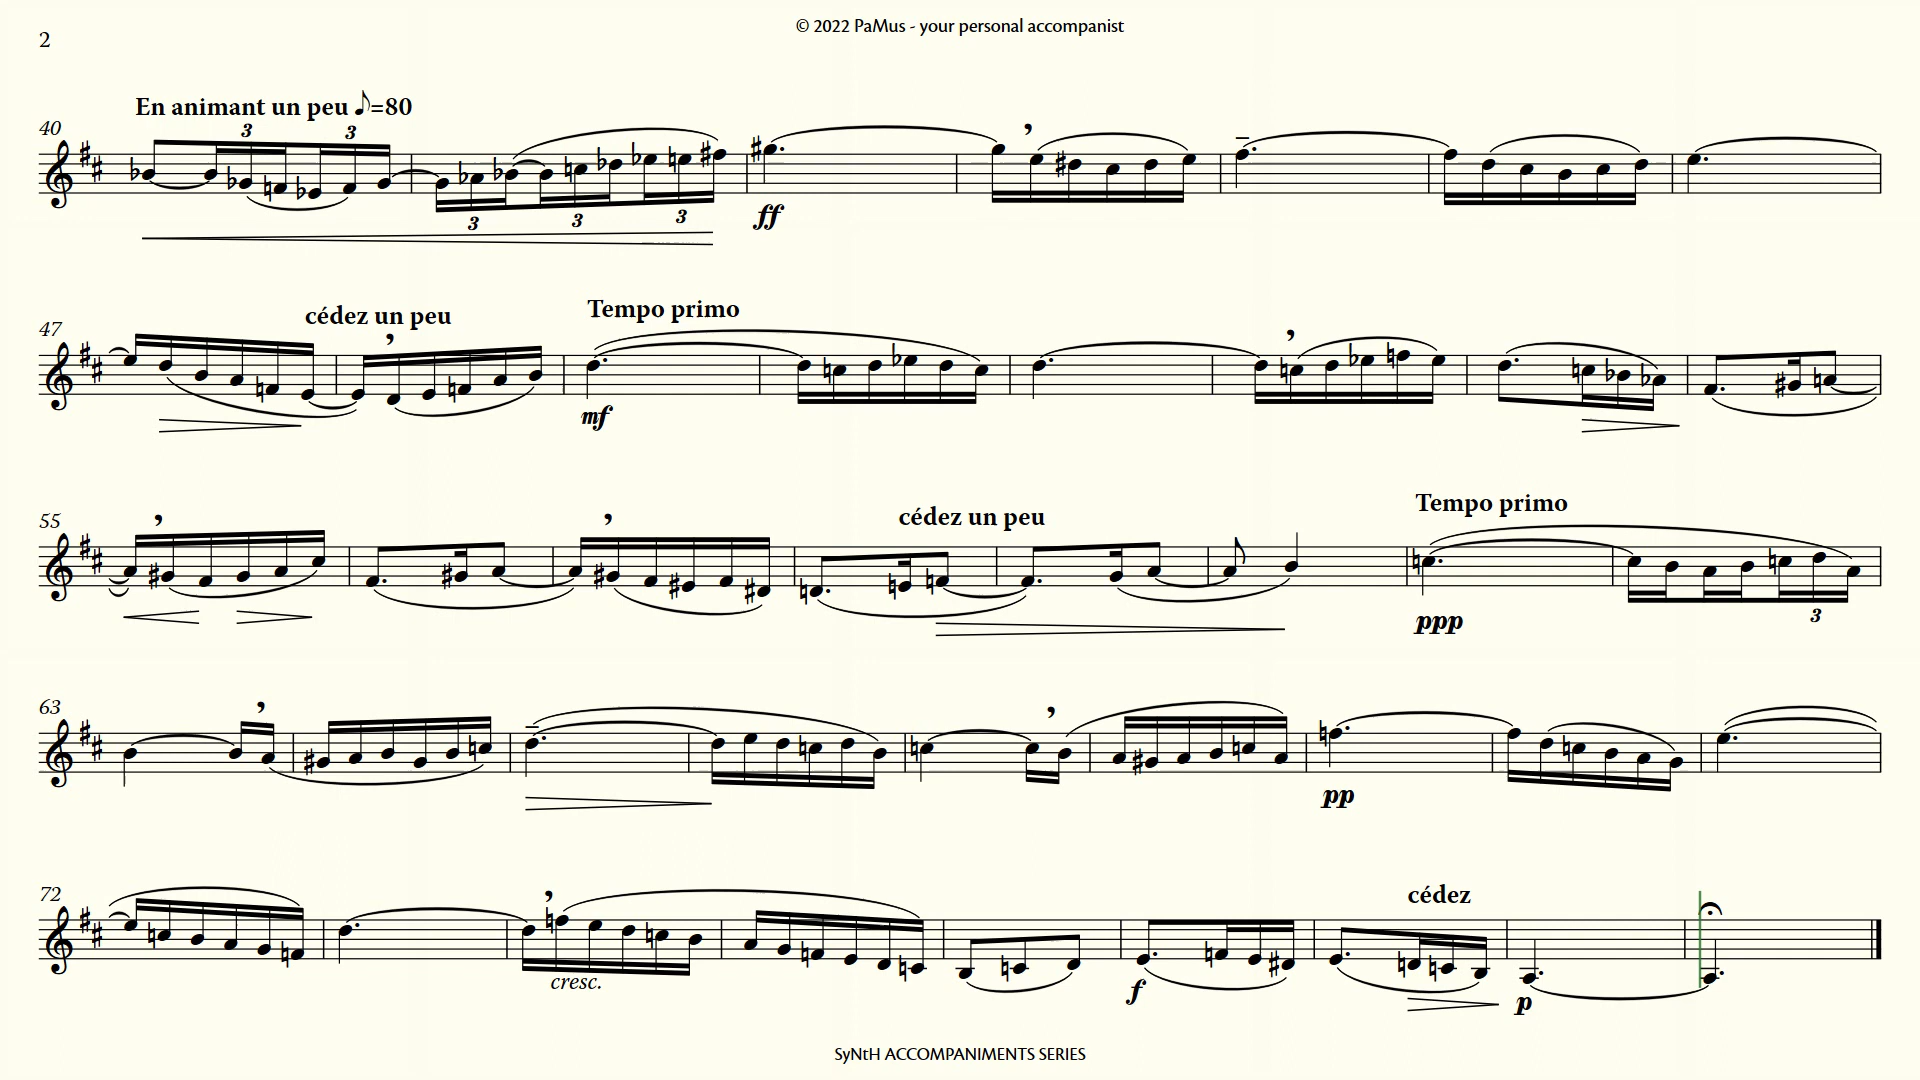 © 2022 PaMus - your personal accompanist
2
En animant un peu ♪=80
40
3 3
3 3 3
ff
cédez un peu
Tempo primo
47
mf
cédez un peu
Tempo primo
55
3
ppp
63
pp
cédez
72
cresc.
f
p
SyNtH ACCOMPANIMENTS SERIES